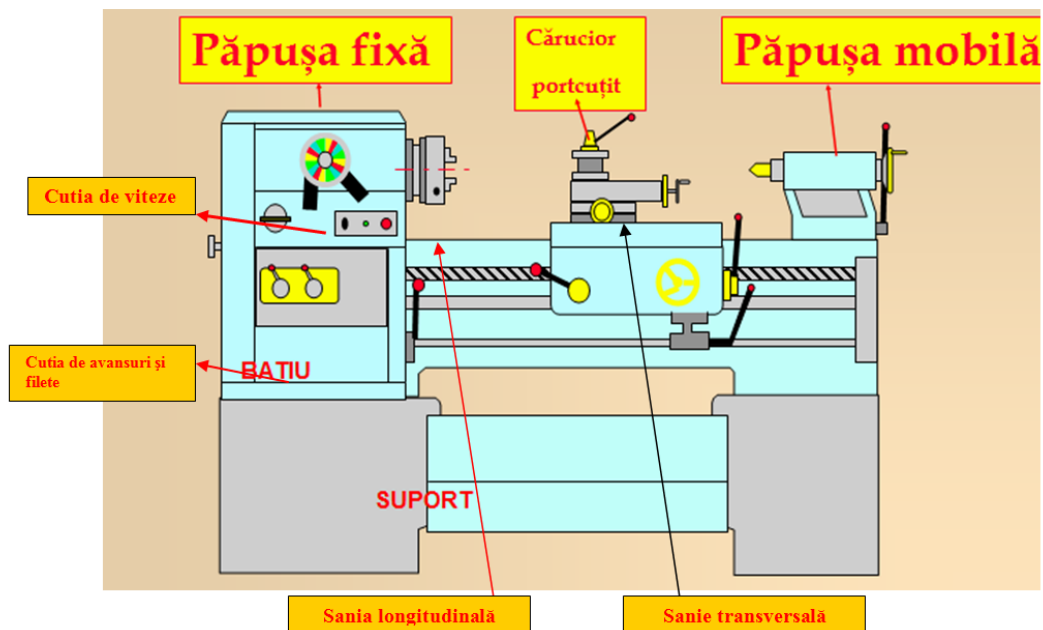 Păpușa fixă
Cărucior
portcuțit
Păpușa mobilă
Cutia de viteze
Cutia de avansuri și
filete
BATIU
SUPORT
Sania longitudinală
Sanie transversală